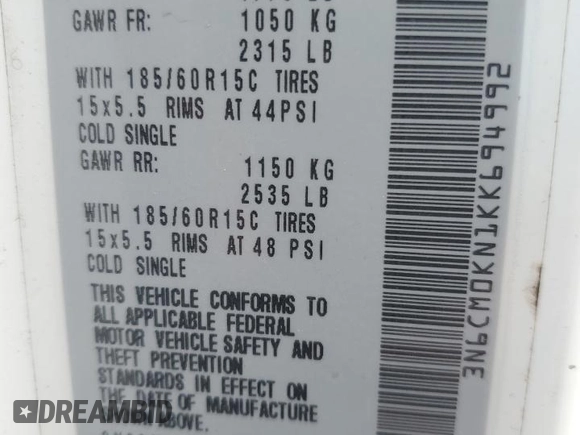 GAWR FR: 1050 KG
2315 LB
WITH 185/60R15C TIRES
15x5.5 RIMS AT 44PSI
COLD SINGLE
GAWR RR: 1150 KG
2535 LB
WITH 185/60R15C TIRES
15x5.5 RIMS AT 48 PSI
COLD SINGLE
THIS VEHICLE CONFORMS TO
ALL APPLICABLE FEDERAL
MOTOR VEHICLE SAFETY AND
THEFT PREVENTION
STANDARDS IN EFFECT ON
THE DATE OF MANUFACTURE
ABOVE.
3N6CM0KN1KK694992
DREAMBID